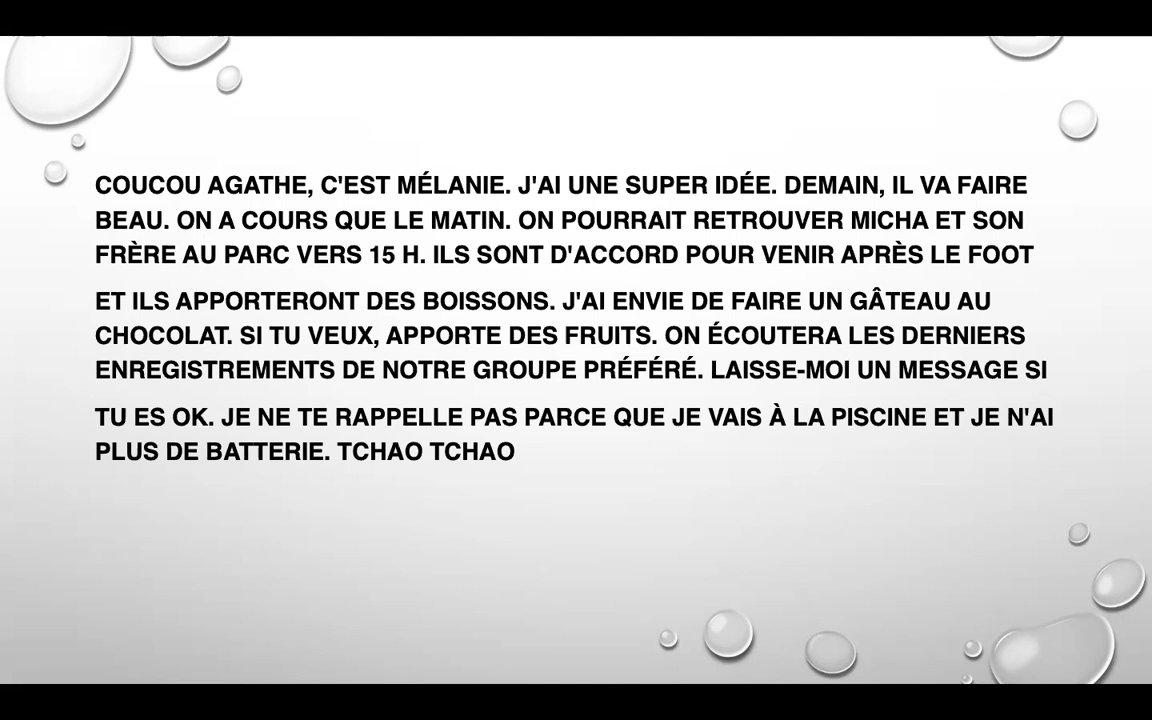 COUCOU AGATHE, C'EST MÉLANIE. J'AI UNE SUPER IDÉE. DEMAIN, IL VA FAIRE
BEAU. ON A COURS QUE LE MATIN. ON POURRAIT RETROUVER MICHA ET SON
FRÈRE AU PARC VERS 15 H. ILS SONT D'ACCORD POUR VENIR APRÈS LE FOOT
ET ILS APPORTERONT DES BOISSONS. J'AI ENVIE DE FAIRE UN GÂTEAU AU
CHOCOLAT. SI TU VEUX, APPORTE DES FRUITS. ON ÉCOUTERA LES DERNIERS
ENREGISTREMENTS DE NOTRE GROUPE PRÉFÉRÉ. LAISSE-MOI UN MESSAGE SI
TU ES OK. JE NE TE RAPPELLE PAS PARCE QUE JE VAIS À LA PISCINE ET JE N'AI
PLUS DE BATTERIE. TCHAO TCHAO